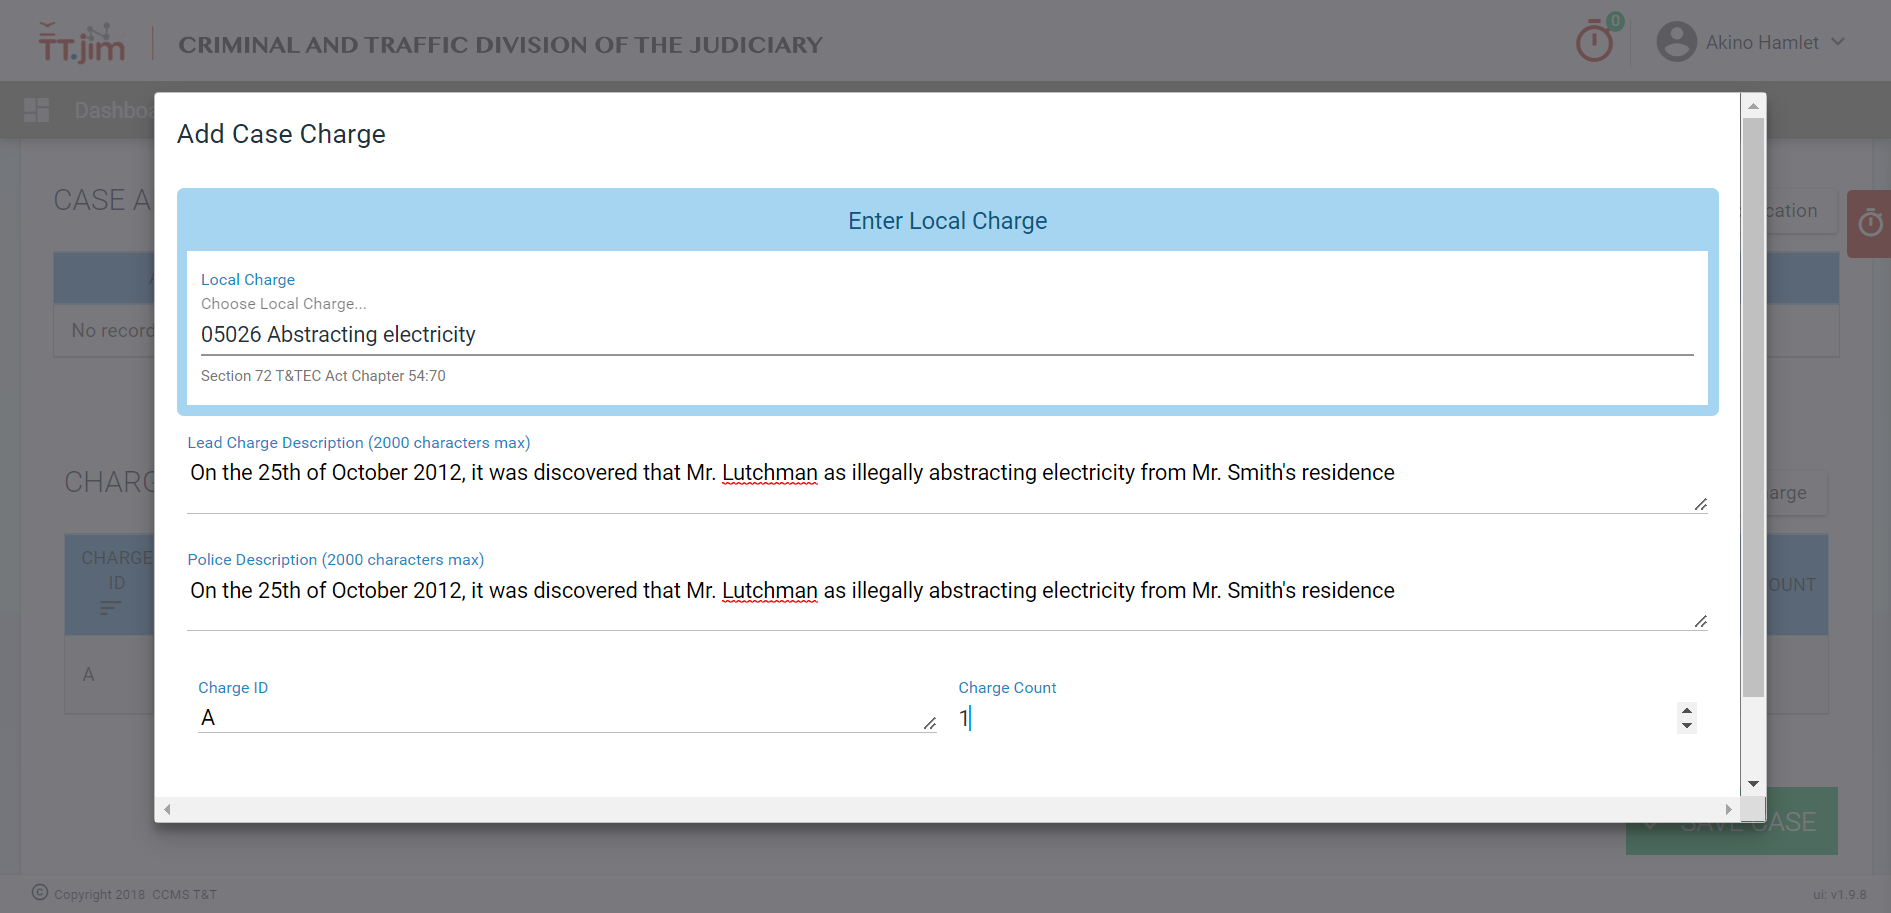 TT.jim
CRIMINAL AND TRAFFIC DIVISION OF THE JUDICIARY
0
Akino Hamlet
Dashboa
Add Case Charge
CASE A
cation
Enter Local Charge
Local Charge
Choose Local Charge...
05026 Abstracting electricity
No record
Section 72 T&TEC Act Chapter 54:70
Lead Charge Description (2000 characters max)
On the 25th of October 2012, it was discovered that Mr. Lutchman as illegally abstracting electricity from Mr. Smith's residence
CHARG
arge
Police Description (2000 characters max)
CHARGE
ID
On the 25th of October 2012, it was discovered that Mr. Lutchman as illegally abstracting electricity from Mr. Smith's residence
OUNT
A
Charge ID
A
Charge Count
1
SAVE CASE
© Copyright 2018 CCMS T&T
ui: v1.9.8